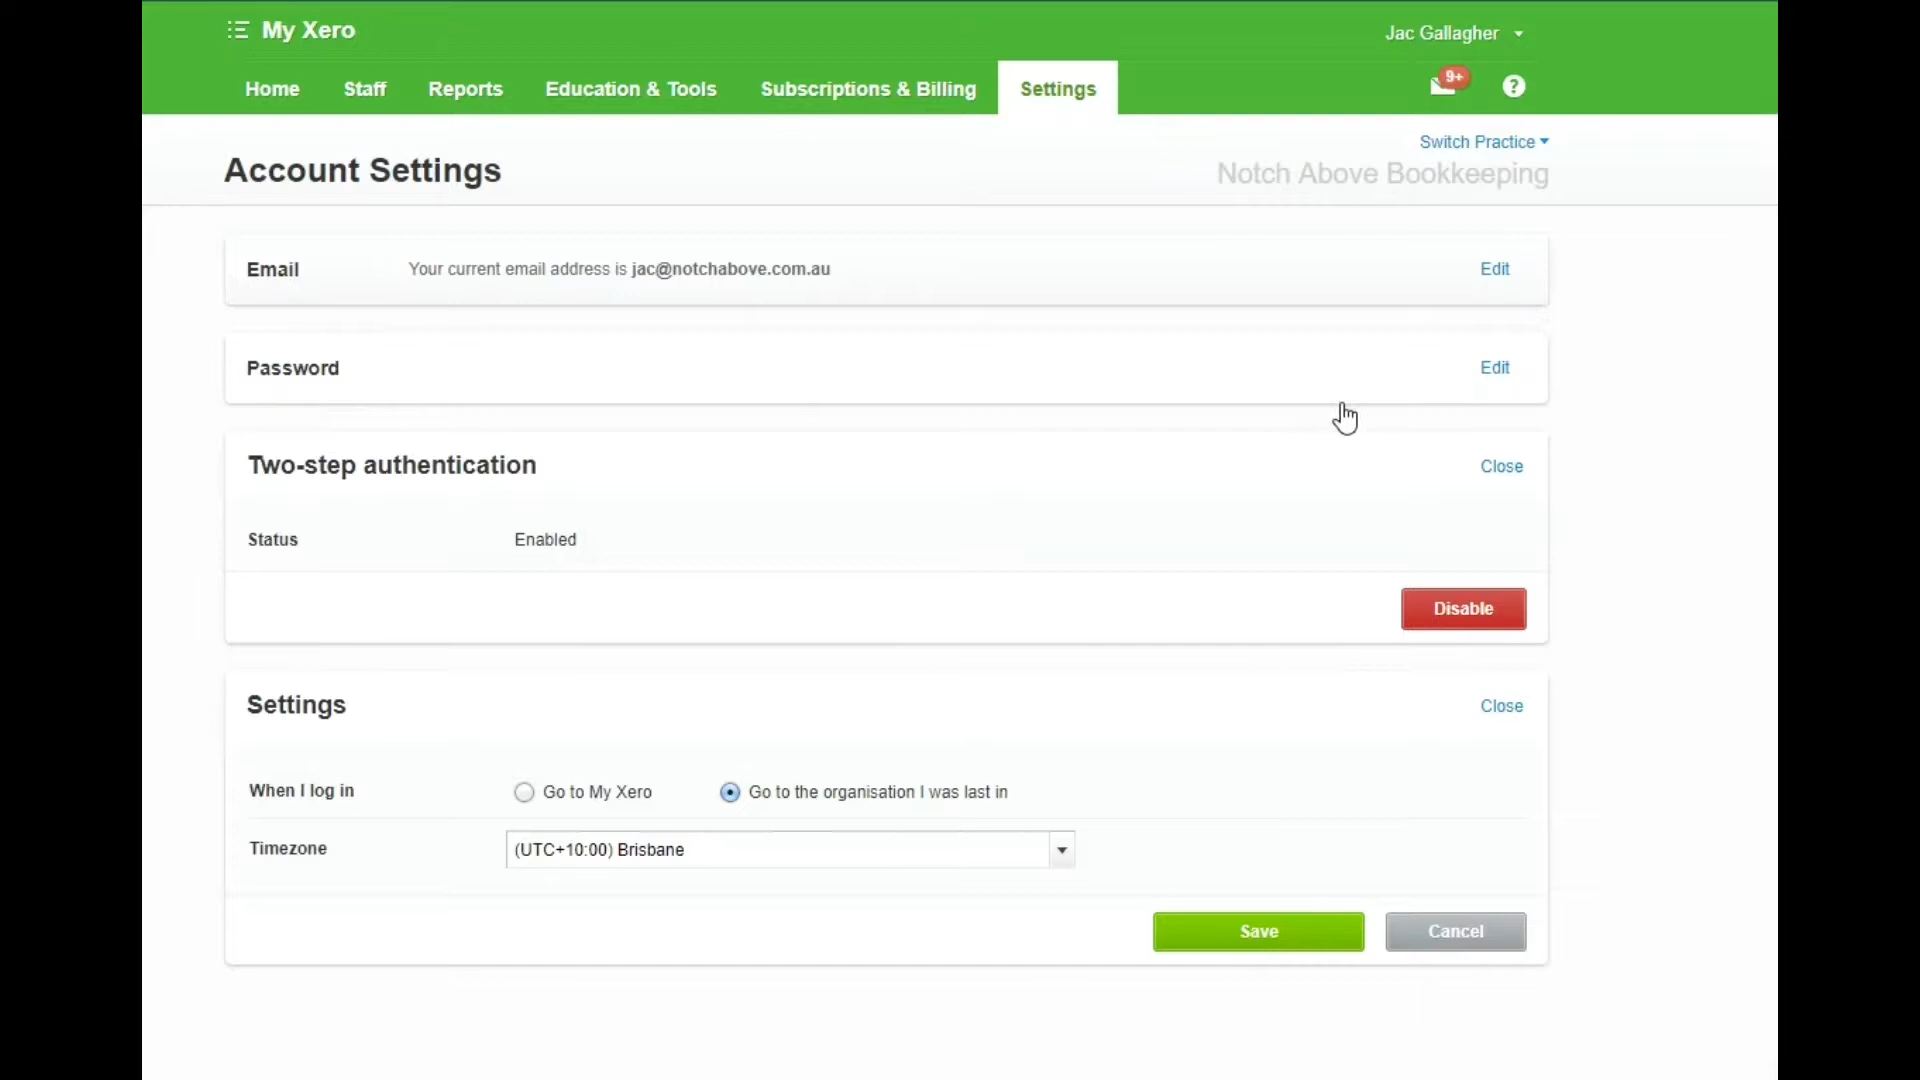 My Xero
Jac Gallagher
Home Staff Reports Education & Tools Subscriptions & Billing Settings 9+ ?
Switch Practice
Account Settings
Notch Above Bookkeeping
Email Your current email address is jac@notchabove.com.au Edit
Password Edit
Two-step authentication Close
Status Enabled
Disable
Settings Close
When I log in Go to My Xero Go to the organisation I was last in
Timezone (UTC+10:00) Brisbane
Save Cancel